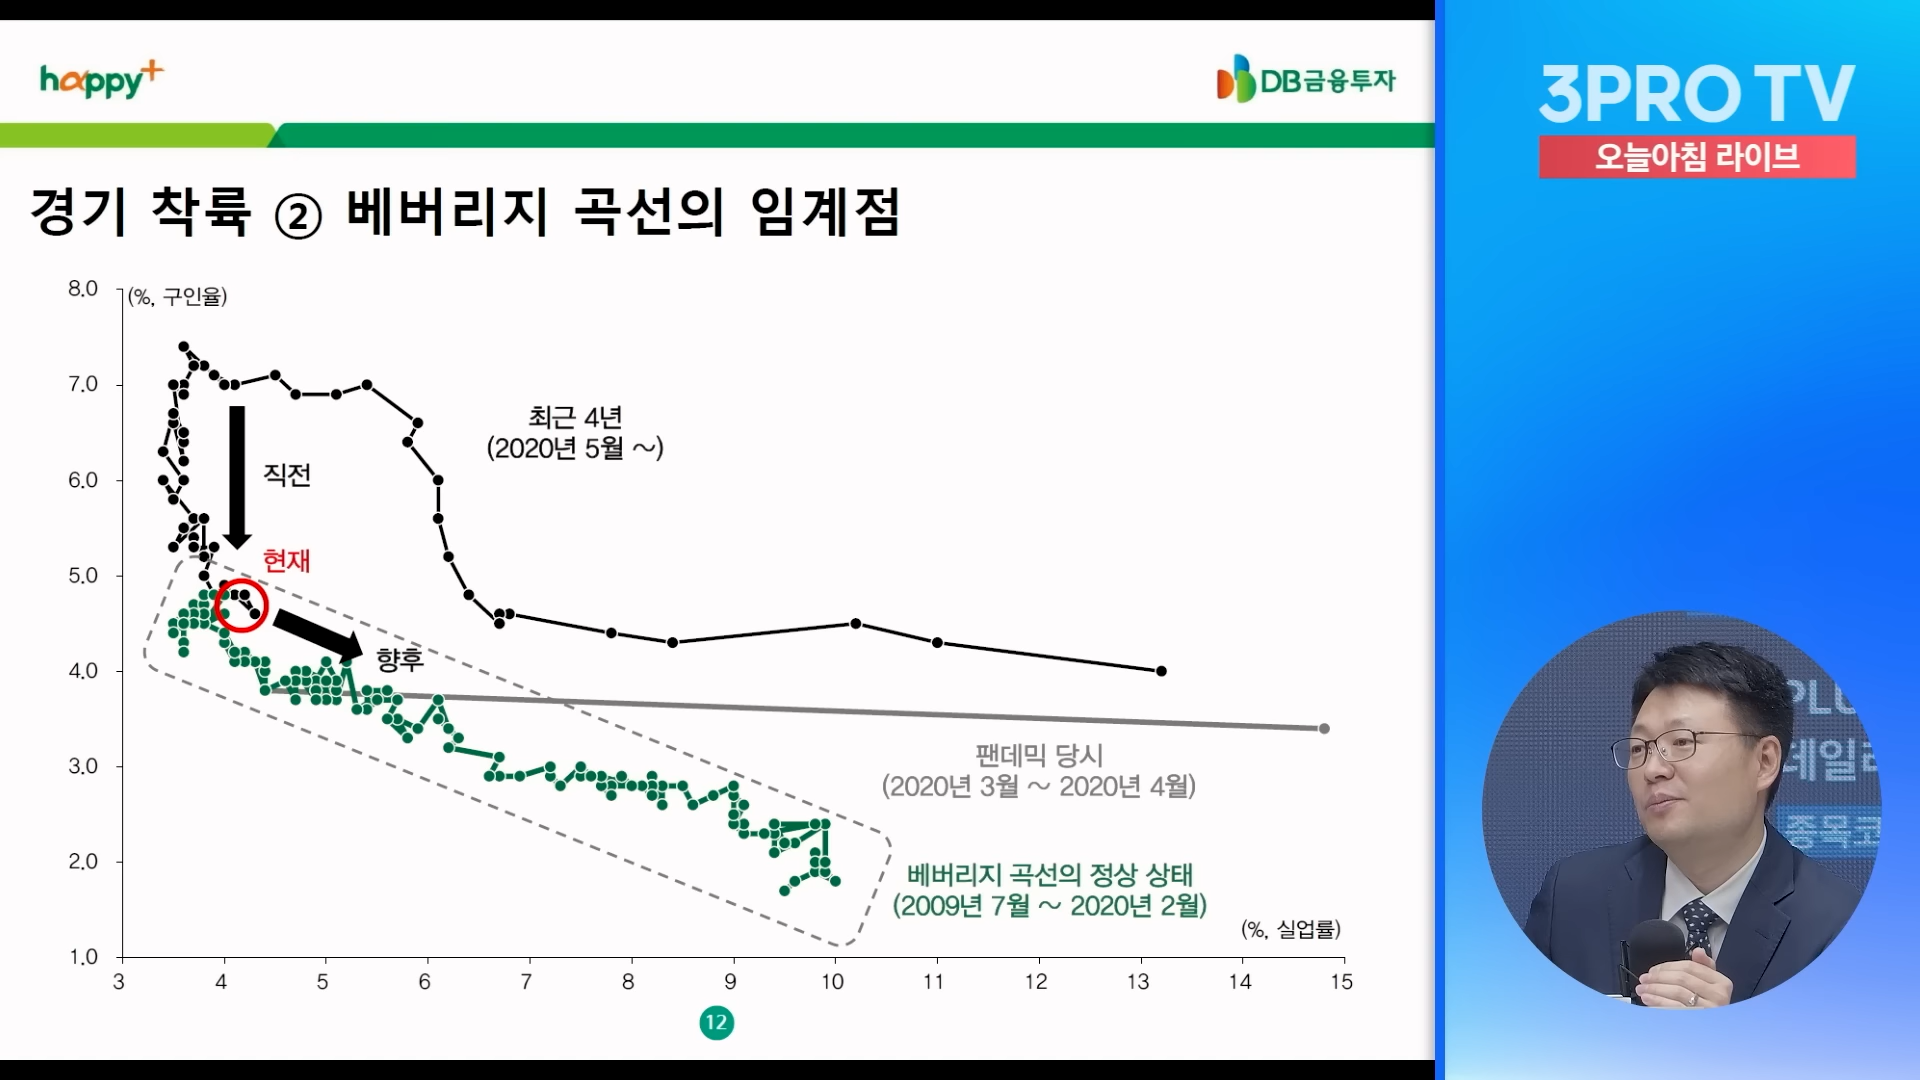 happy+
DB금융투자
3PRO TV
오늘아침 라이브
경기 착륙 ② 베버리지 곡선의 임계점
(%, 구인율)
8.0
7.0
6.0
5.0
4.0
3.0
2.0
1.0
최근 4년
(2020년 5월 ~)
직전
현재
향후
팬데믹 당시
(2020년 3월 ~ 2020년 4월)
베버리지 곡선의 정상 상태
(2009년 7월 ~ 2020년 2월)
(%, 실업률)
3 4 5 6 7 8 9 10 11 12 13 14 15
12
종목코